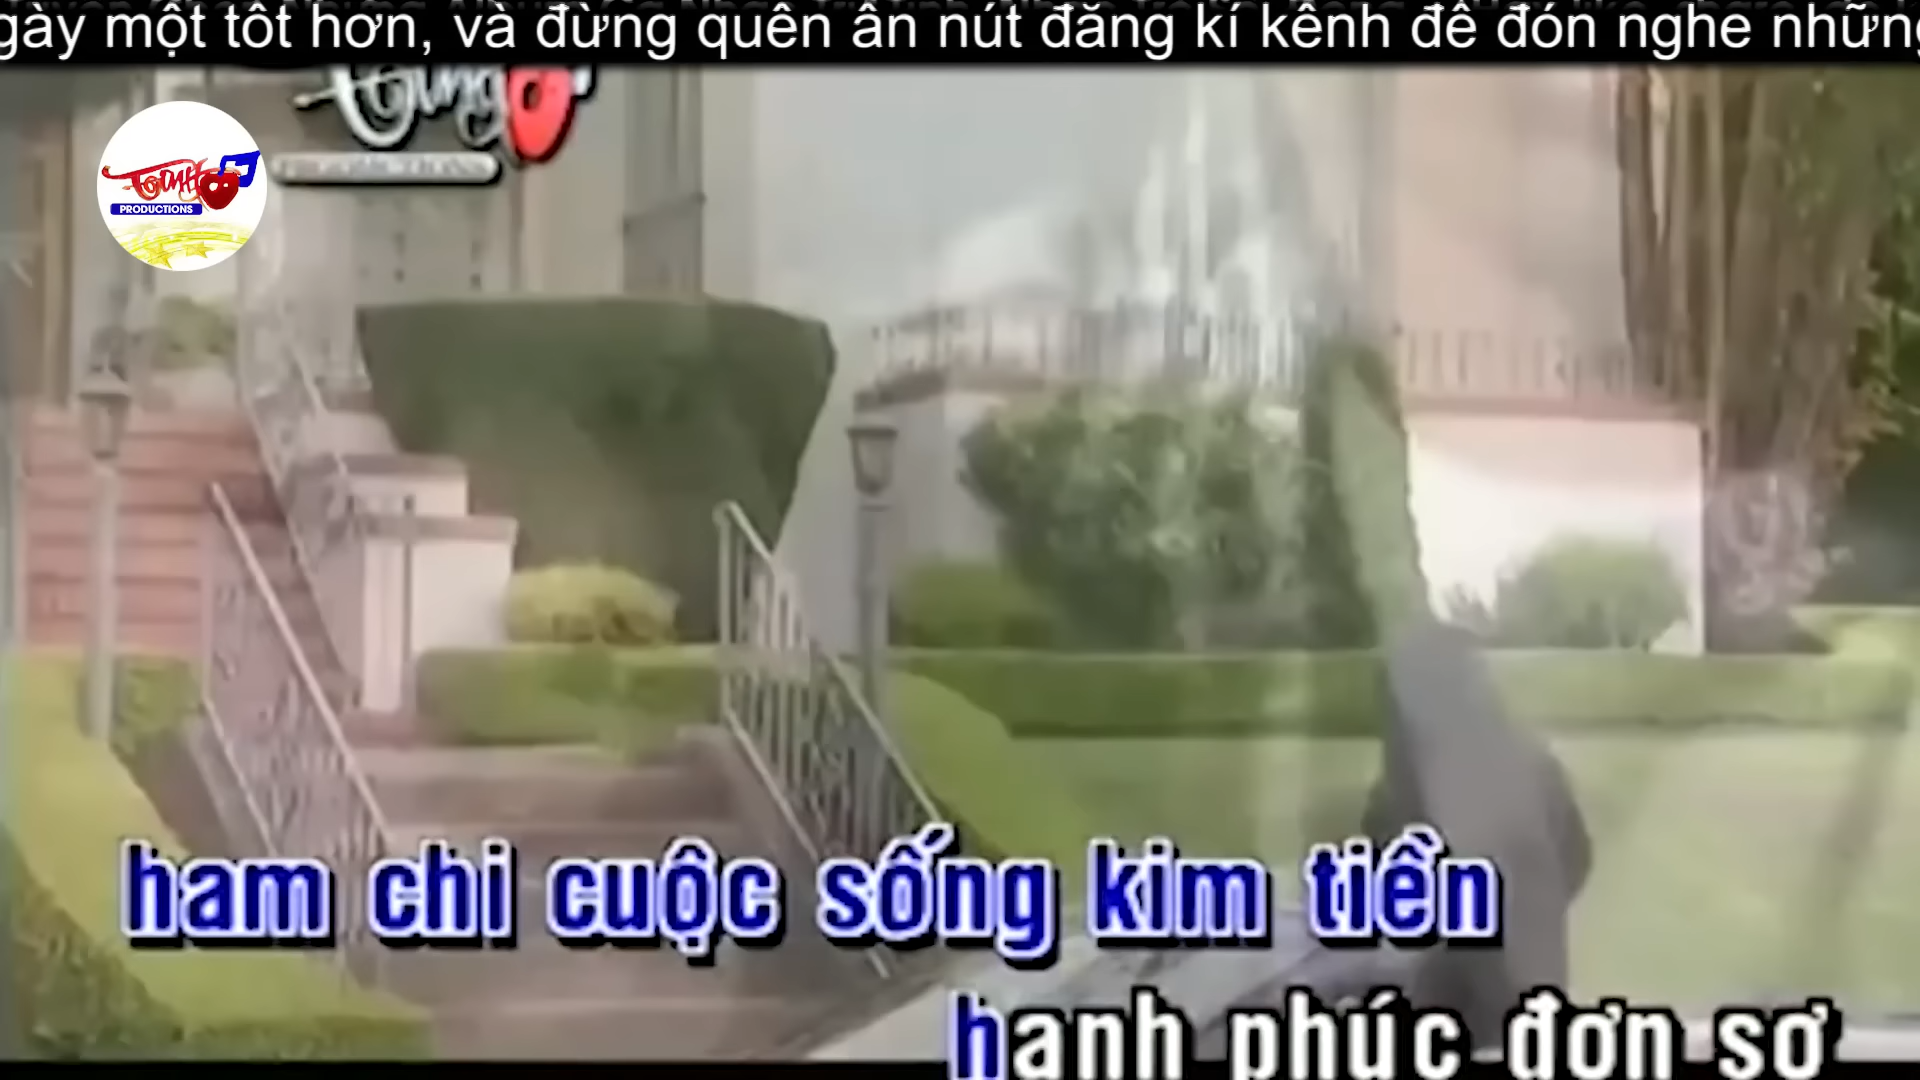 gày một tốt hơn, và đừng quên ấn nút đăng kí kênh để đón nghe những
PRODUCTIONS
ham chi cuộc sống kim tiền
hanh phúc đơn sơ